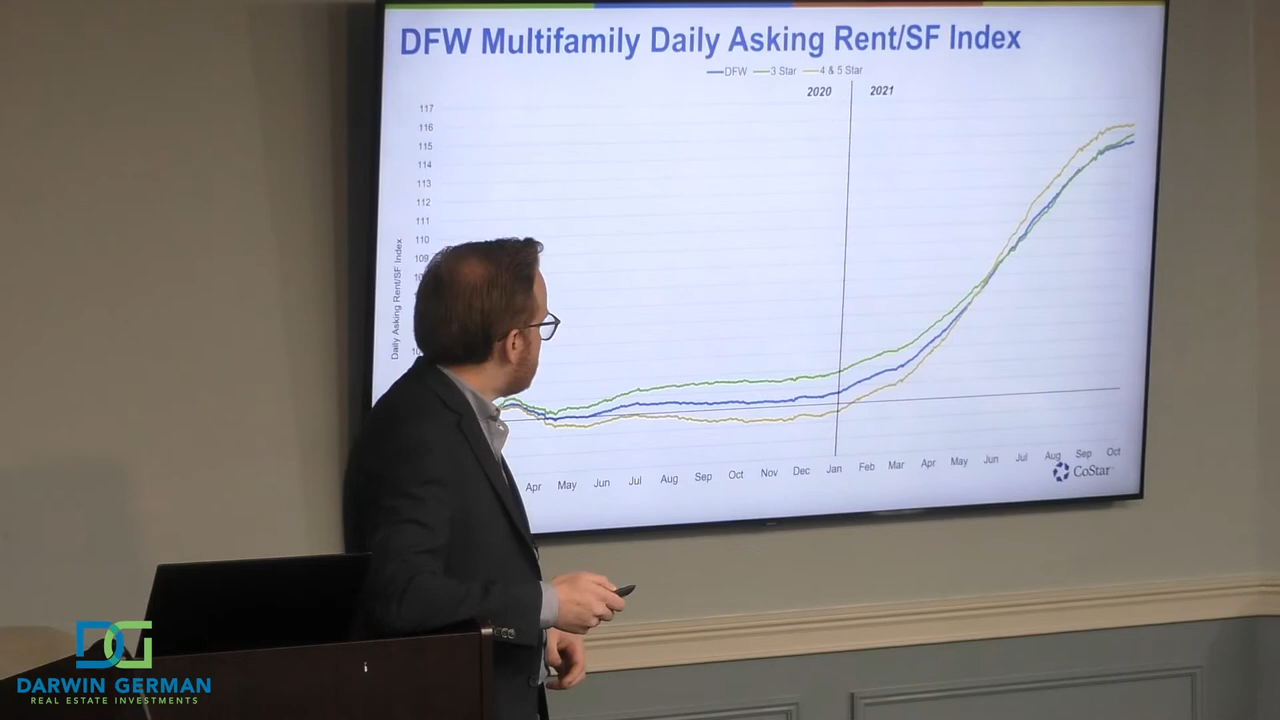 DFW Multifamily Daily Asking Rent/SF Index
DFW 3 Star 4 & 5 Star
2020 2021
117
116
115
114
113
112
111
110
109
Daily Asking Rent/SF Index
Apr May Jun Jul Aug Sep Oct Nov Dec Jan Feb Mar Apr May Jun Jul Aug Sep Oct
CoStar
DG
DARWIN GERMAN
REAL ESTATE INVESTMENTS